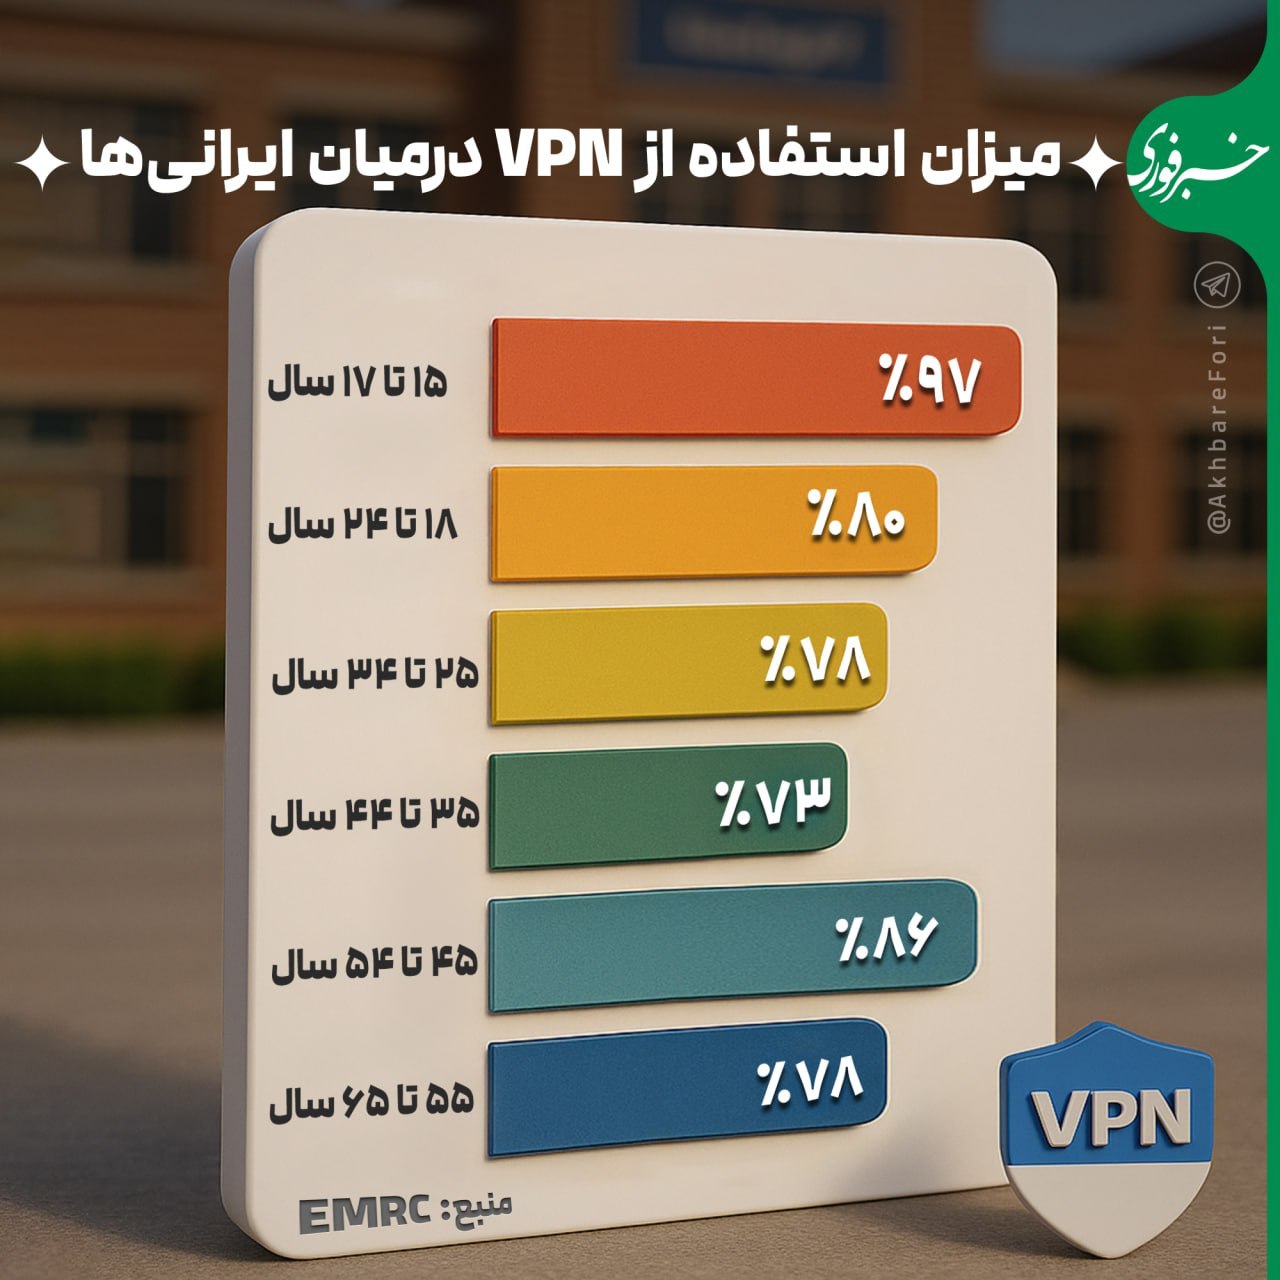 خبرفوری
میزان استفاده از VPN درمیان ایرانی‌ها
@AkhbareFori
۱۵ تا ۱۷ سال
٪۹۷
۱۸ تا ۲۴ سال
٪۸۰
۲۵ تا ۳۴ سال
٪۷۸
۳۵ تا ۴۴ سال
٪۷۳
۴۵ تا ۵۴ سال
٪۸۶
۵۵ تا ۶۵ سال
٪۷۸
منبع: EMRC
VPN